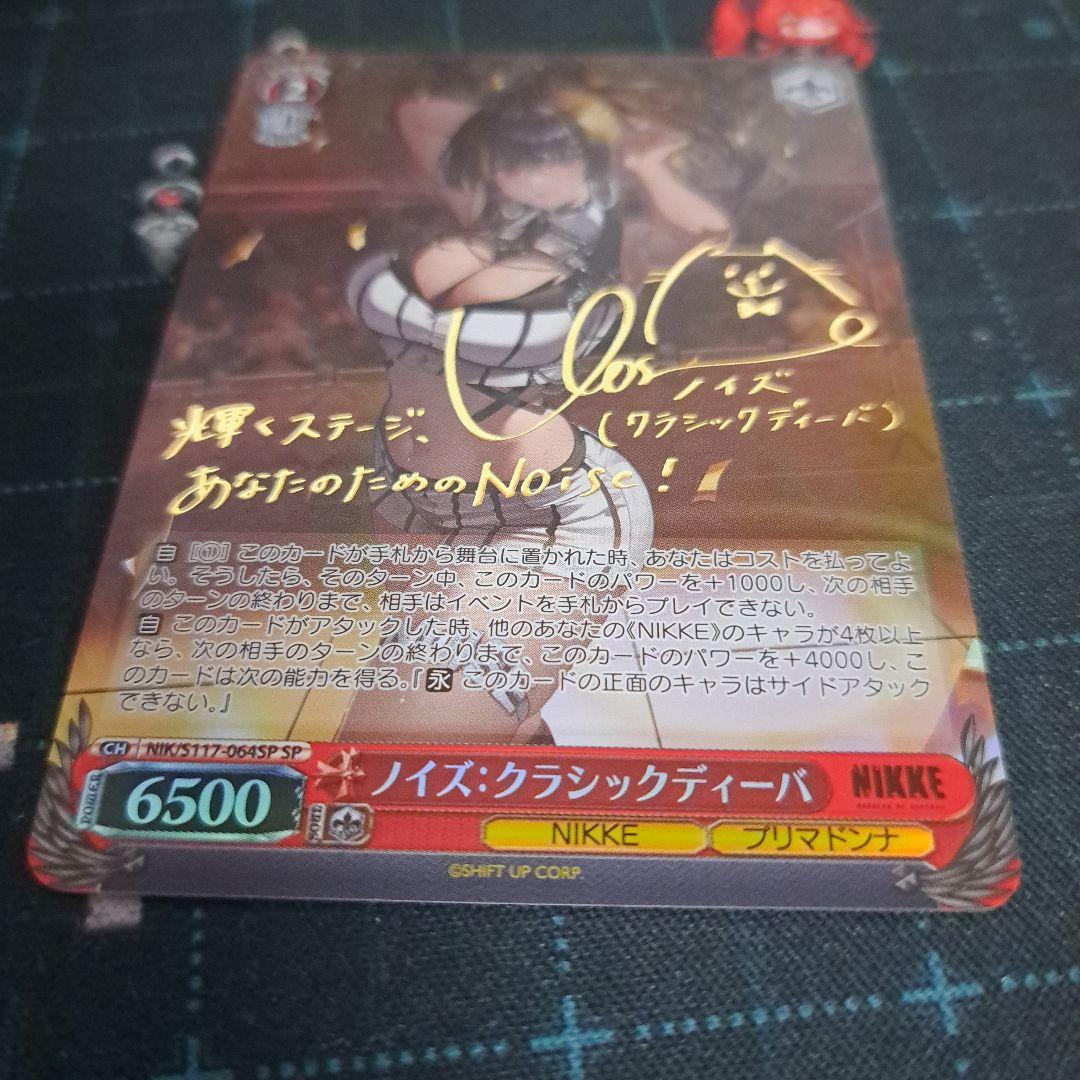 2
ノイズ
(クラシックディーバ)
輝くステージ、
あなたのためのNoise!
自 [①] このカードが手札から舞台に置かれた時、あなたはコストを払ってよ
い。そうしたら、そのターン中、このカードのパワーを+1000し、次の相手
のターンの終わりまで、相手はイベントを手札からプレイできない。
自 このカードがアタックした時、他のあなたの《NIKKE》のキャラが4枚以上
なら、次の相手のターンの終わりまで、このカードのパワーを+4000し、こ
のカードは次の能力を得る。『永 このカードの正面のキャラはサイドアタック
できない。』
CH NIK/S117-064SP SP
POWER 6500
ノイズ:クラシックディーバ
NIKKE
SOUL
NIKKE プリマドンナ
©SHIFT UP CORP.